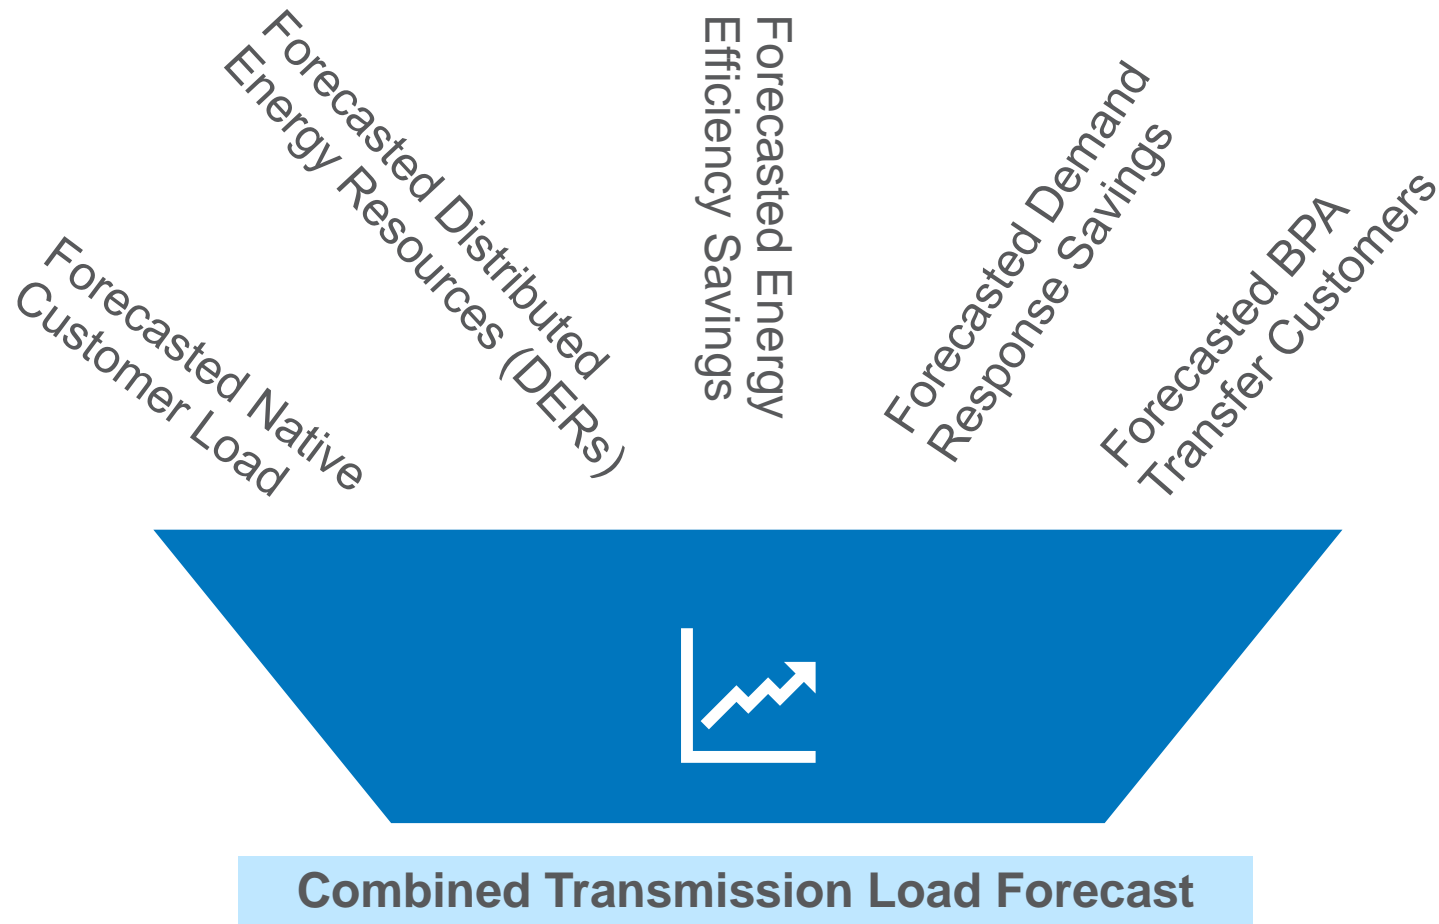 Forecasted Native
Customer Load
Forecasted Distributed
Energy Resources (DERs)
Forecasted Energy
Efficiency Savings
Forecasted Demand
Response Savings
Forecasted BPA
Transfer Customers
Combined Transmission Load Forecast